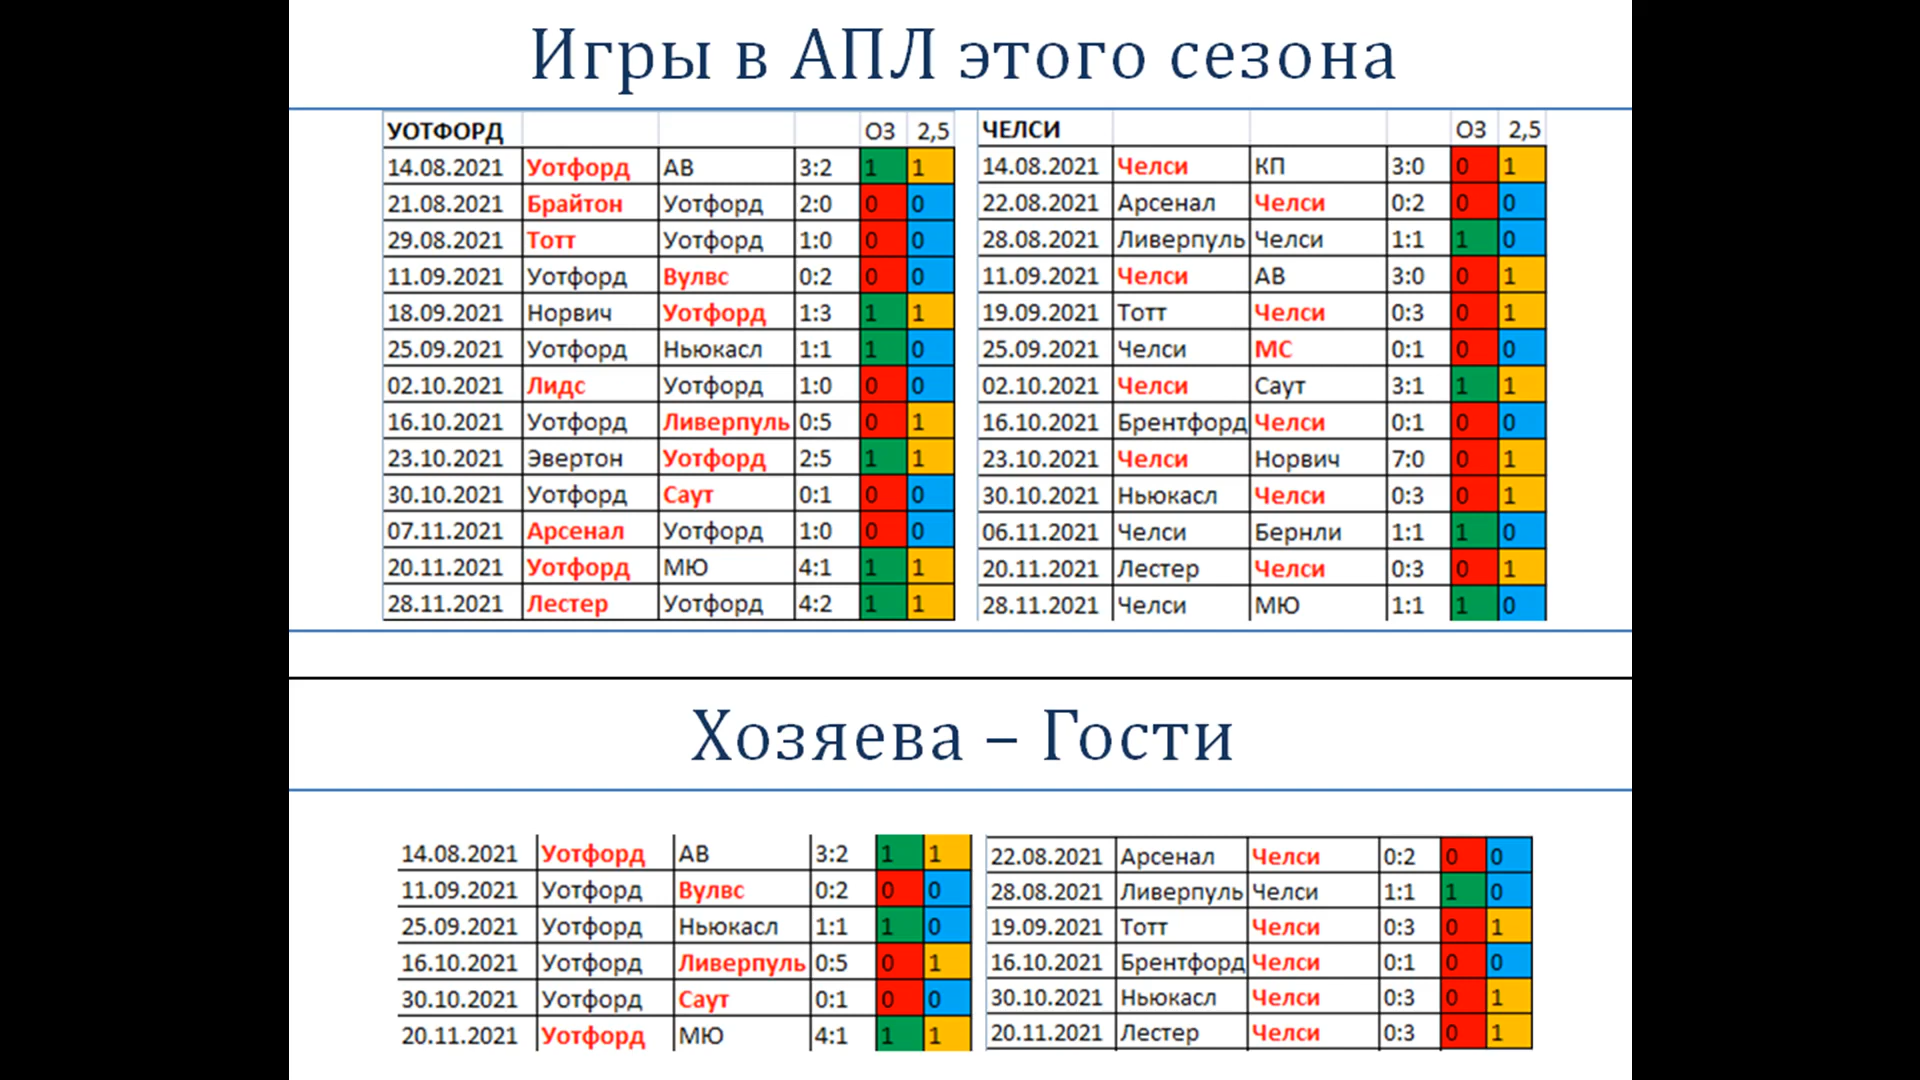 Игры в АПЛ этого сезона
УОТФОРД ОЗ 2,5
14.08.2021 Уотфорд АВ 3:2 1 1
21.08.2021 Брайтон Уотфорд 2:0 0 0
29.08.2021 Тотт Уотфорд 1:0 0 0
11.09.2021 Уотфорд Вулвс 0:2 0 0
18.09.2021 Норвич Уотфорд 1:3 1 1
25.09.2021 Уотфорд Ньюкасл 1:1 1 0
02.10.2021 Лидс Уотфорд 1:0 0 0
16.10.2021 Уотфорд Ливерпуль 0:5 0 1
23.10.2021 Эвертон Уотфорд 2:5 1 1
30.10.2021 Уотфорд Саут 0:1 0 0
07.11.2021 Арсенал Уотфорд 1:0 0 0
20.11.2021 Уотфорд МЮ 4:1 1 1
28.11.2021 Лестер Уотфорд 4:2 1 1
ЧЕЛСИ ОЗ 2,5
14.08.2021 Челси КП 3:0 0 1
22.08.2021 Арсенал Челси 0:2 0 0
28.08.2021 Ливерпуль Челси 1:1 1 0
11.09.2021 Челси АВ 3:0 0 1
19.09.2021 Тотт Челси 0:3 0 1
25.09.2021 Челси МС 0:1 0 0
02.10.2021 Челси Саут 3:1 1 1
16.10.2021 Брентфорд Челси 0:1 0 0
23.10.2021 Челси Норвич 7:0 0 1
30.10.2021 Ньюкасл Челси 0:3 0 1
06.11.2021 Челси Бернли 1:1 1 0
20.11.2021 Лестер Челси 0:3 0 1
28.11.2021 Челси МЮ 1:1 1 0
Хозяева – Гости
14.08.2021 Уотфорд АВ 3:2 1 1
11.09.2021 Уотфорд Вулвс 0:2 0 0
25.09.2021 Уотфорд Ньюкасл 1:1 1 0
16.10.2021 Уотфорд Ливерпуль 0:5 0 1
30.10.2021 Уотфорд Саут 0:1 0 0
20.11.2021 Уотфорд МЮ 4:1 1 1
22.08.2021 Арсенал Челси 0:2 0 0
28.08.2021 Ливерпуль Челси 1:1 1 0
19.09.2021 Тотт Челси 0:3 0 1
16.10.2021 Брентфорд Челси 0:1 0 0
30.10.2021 Ньюкасл Челси 0:3 0 1
20.11.2021 Лестер Челси 0:3 0 1